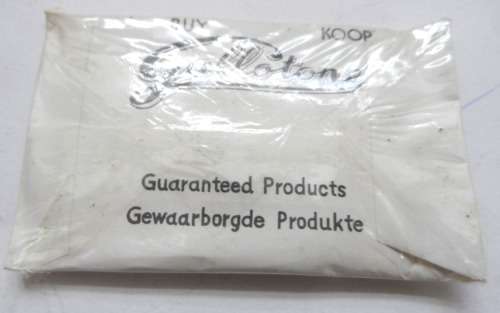 BUY KOOP
Guaranteed Products
Gewaarborgde Produkte